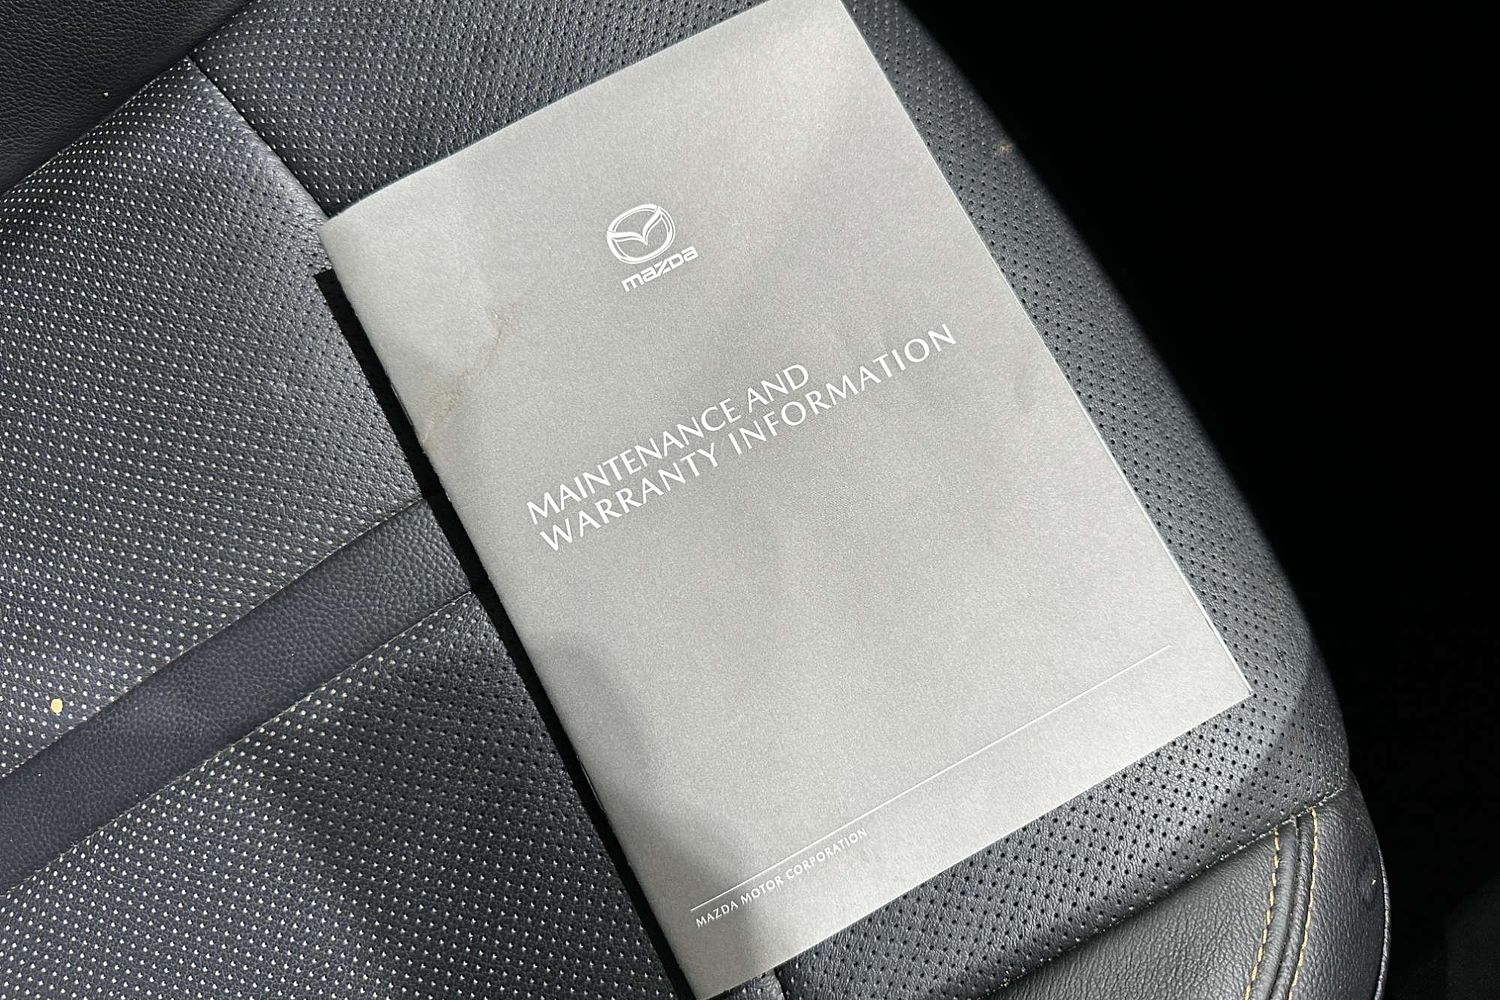 mazda
MAINTENANCE AND
WARRANTY INFORMATION
MAZDA MOTOR CORPORATION